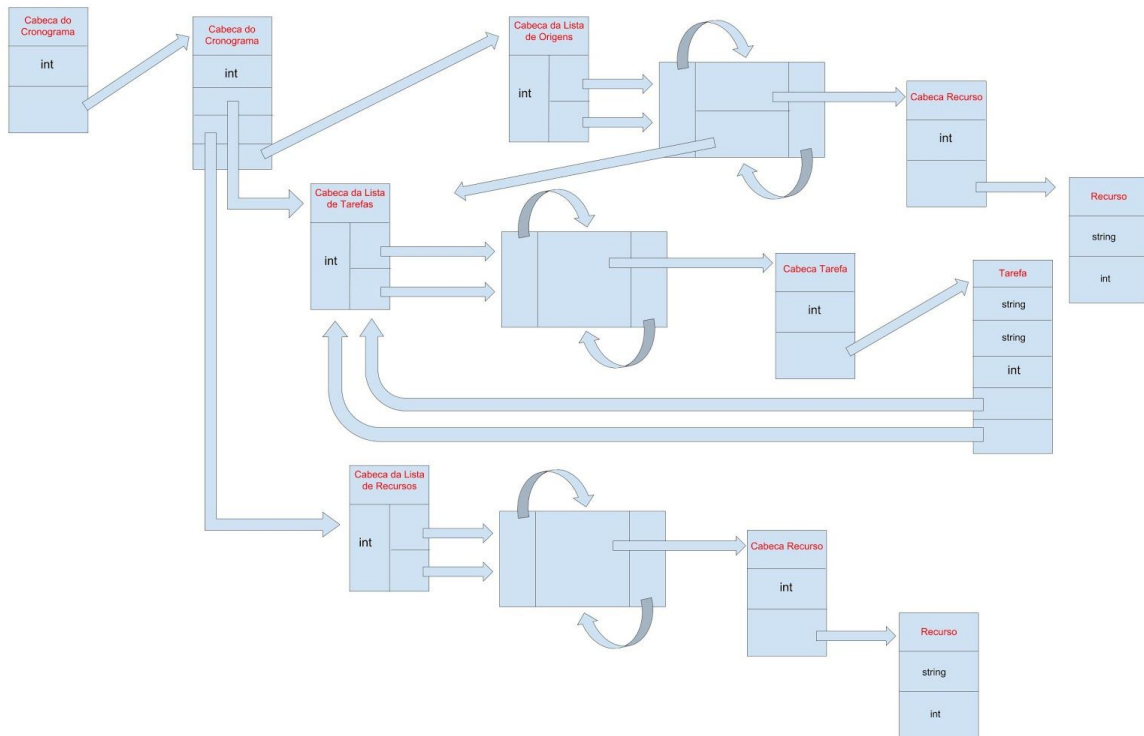 Cabeca do
Cronograma
int
Cabeca do
Cronograma
int
Cabeca da Lista
de Origens
int
Cabeca Recurso
int
Recurso
string
int
Cabeca da Lista
de Tarefas
int
Cabeca Tarefa
int
Tarefa
string
string
int
Cabeca da Lista
de Recursos
int
Cabeca Recurso
int
Recurso
string
int